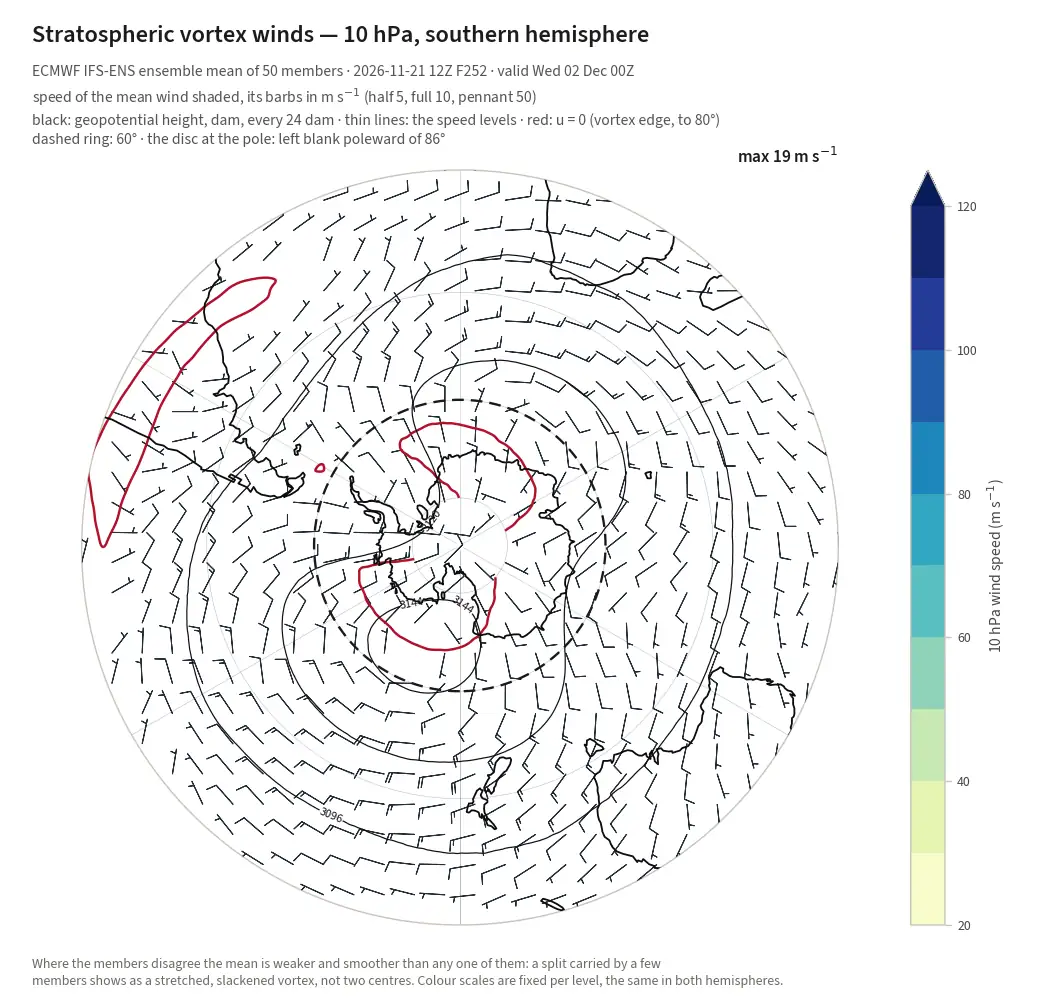 Stratospheric vortex winds — 10 hPa, southern hemisphere
ECMWF IFS-ENS ensemble mean of 50 members · 2026-11-21 12Z F252 · valid Wed 02 Dec 00Z
speed of the mean wind shaded, its barbs in m s⁻¹ (half 5, full 10, pennant 50)
black: geopotential height, dam, every 24 dam · thin lines: the speed levels · red: u = 0 (vortex edge, to 80°)
dashed ring: 60° · the disc at the pole: left blank poleward of 86°
max 19 m s⁻¹
120
100
80
60
40
20
10 hPa wind speed (m s⁻¹)
3144
3144
3096
Where the members disagree the mean is weaker and smoother than any one of them: a split carried by a few
members shows as a stretched, slackened vortex, not two centres. Colour scales are fixed per level, the same in both hemispheres.